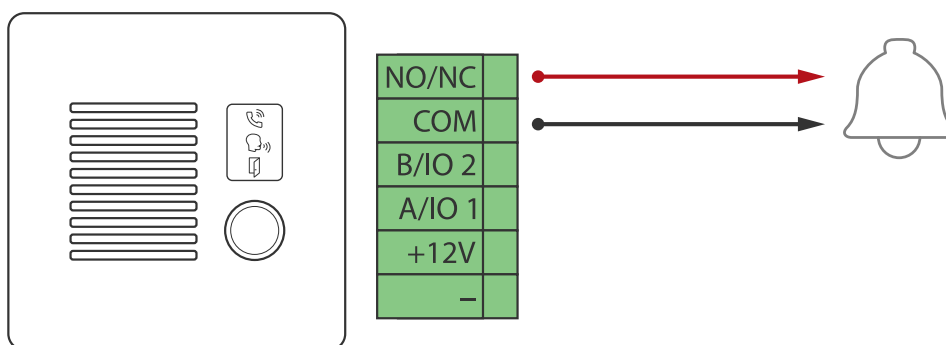 NO/NC
COM
B/IO 2
A/IO 1
+12V
–